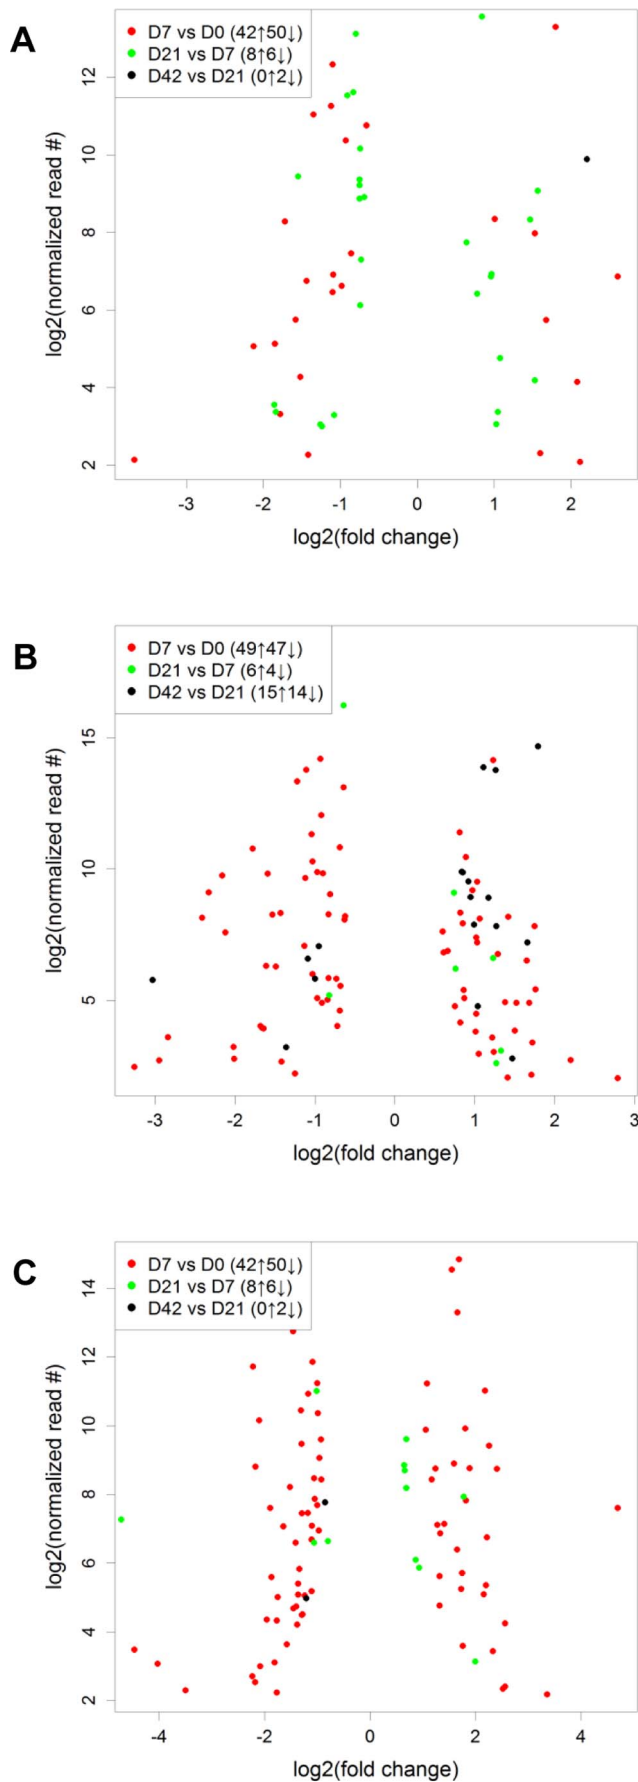 A
D7 vs D0 (42↑50↓)
D21 vs D7 (8↑6↓)
D42 vs D21 (0↑2↓)
log2(normalized read #)
12
10
8
6
4
2
-3 -2 -1 0 1 2
log2(fold change)
B
D7 vs D0 (49↑47↓)
D21 vs D7 (6↑4↓)
D42 vs D21 (15↑14↓)
log2(normalized read #)
15
10
5
-3 -2 -1 0 1 2 3
log2(fold change)
C
D7 vs D0 (42↑50↓)
D21 vs D7 (8↑6↓)
D42 vs D21 (0↑2↓)
log2(normalized read #)
14
12
10
8
6
4
2
-4 -2 0 2 4
log2(fold change)